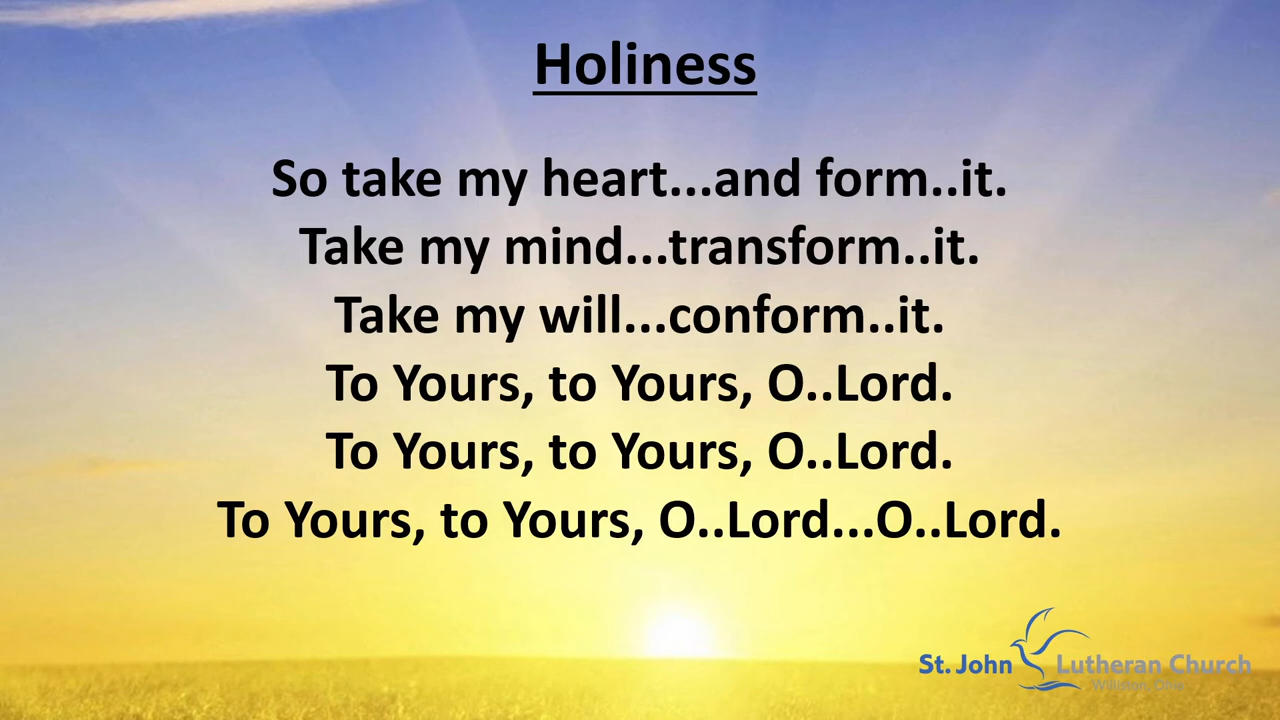 Holiness
So take my heart...and form..it.
Take my mind...transform..it.
Take my will...conform..it.
To Yours, to Yours, O..Lord.
To Yours, to Yours, O..Lord.
To Yours, to Yours, O..Lord...O..Lord.
St. John Lutheran Church
Williston, Ohio